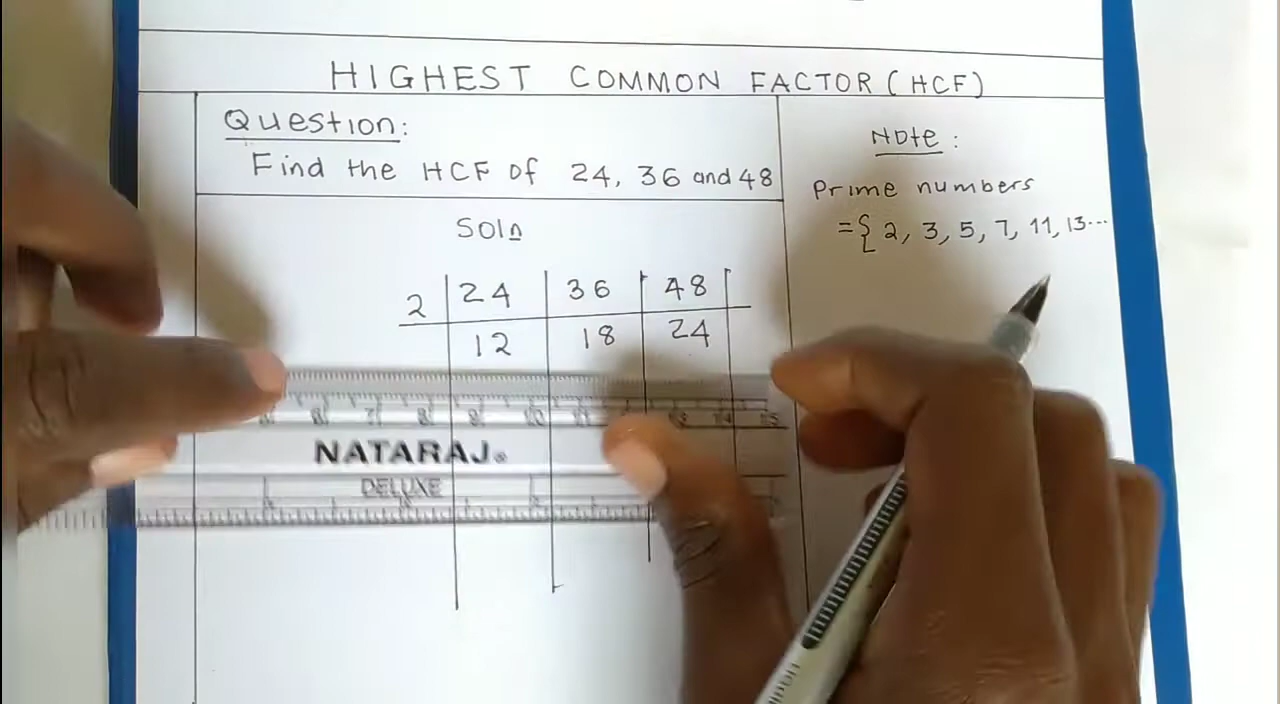 HIGHEST COMMON FACTOR (HCF)
Question:
Find the HCF of 24, 36 and 48
Soln
2 24 36 48
12 18 24
NATARAJ
DELUXE
Note:
Prime numbers
={ 2, 3, 5, 7, 11, 13...